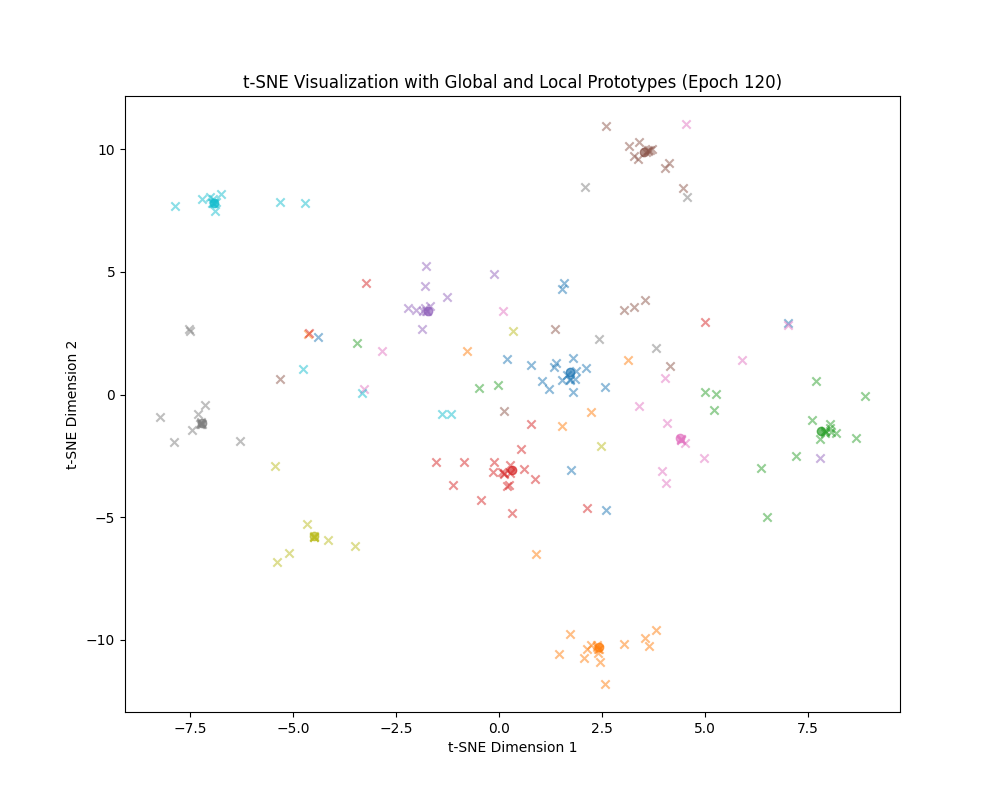 t-SNE Visualization with Global and Local Prototypes (Epoch 120)
10
5
0
−5
−10
t-SNE Dimension 2
−7.5 −5.0 −2.5 0.0 2.5 5.0 7.5
t-SNE Dimension 1